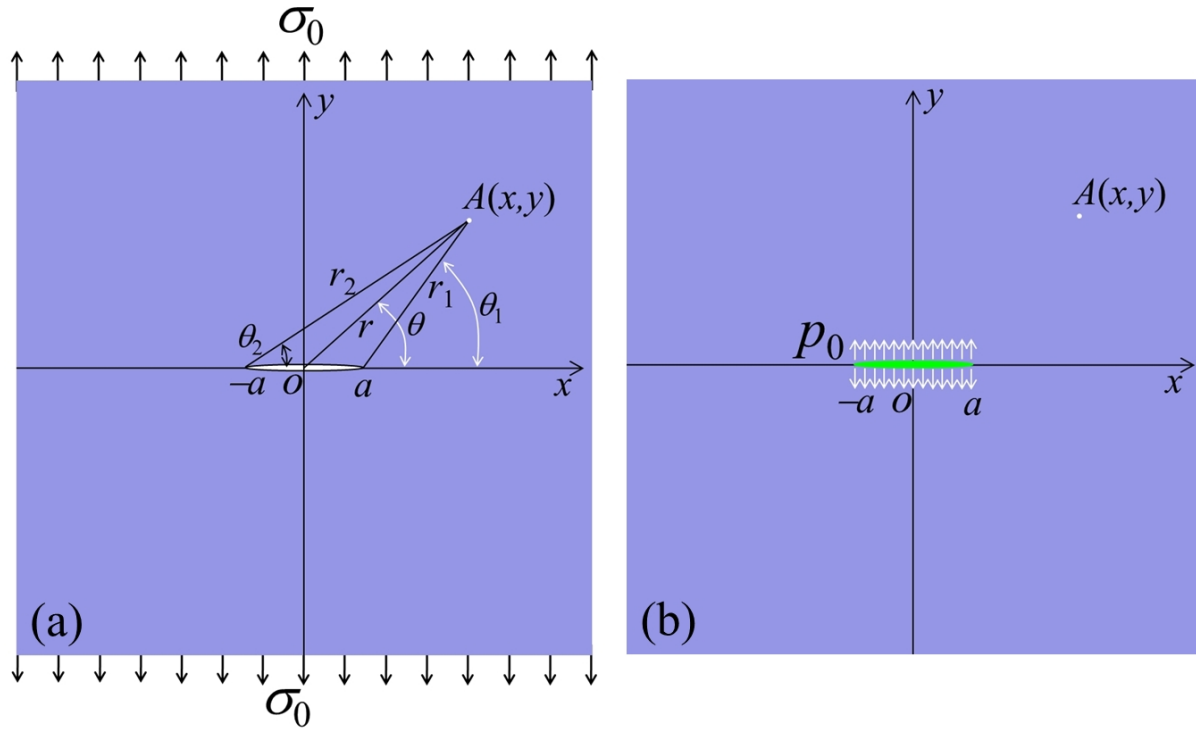 σ₀
y
A(x,y)
r₂
r₁
θ₁
r
θ
θ₂
−a
o
a
x
(a)
σ₀
y
A(x,y)
p₀
−a
o
a
x
(b)